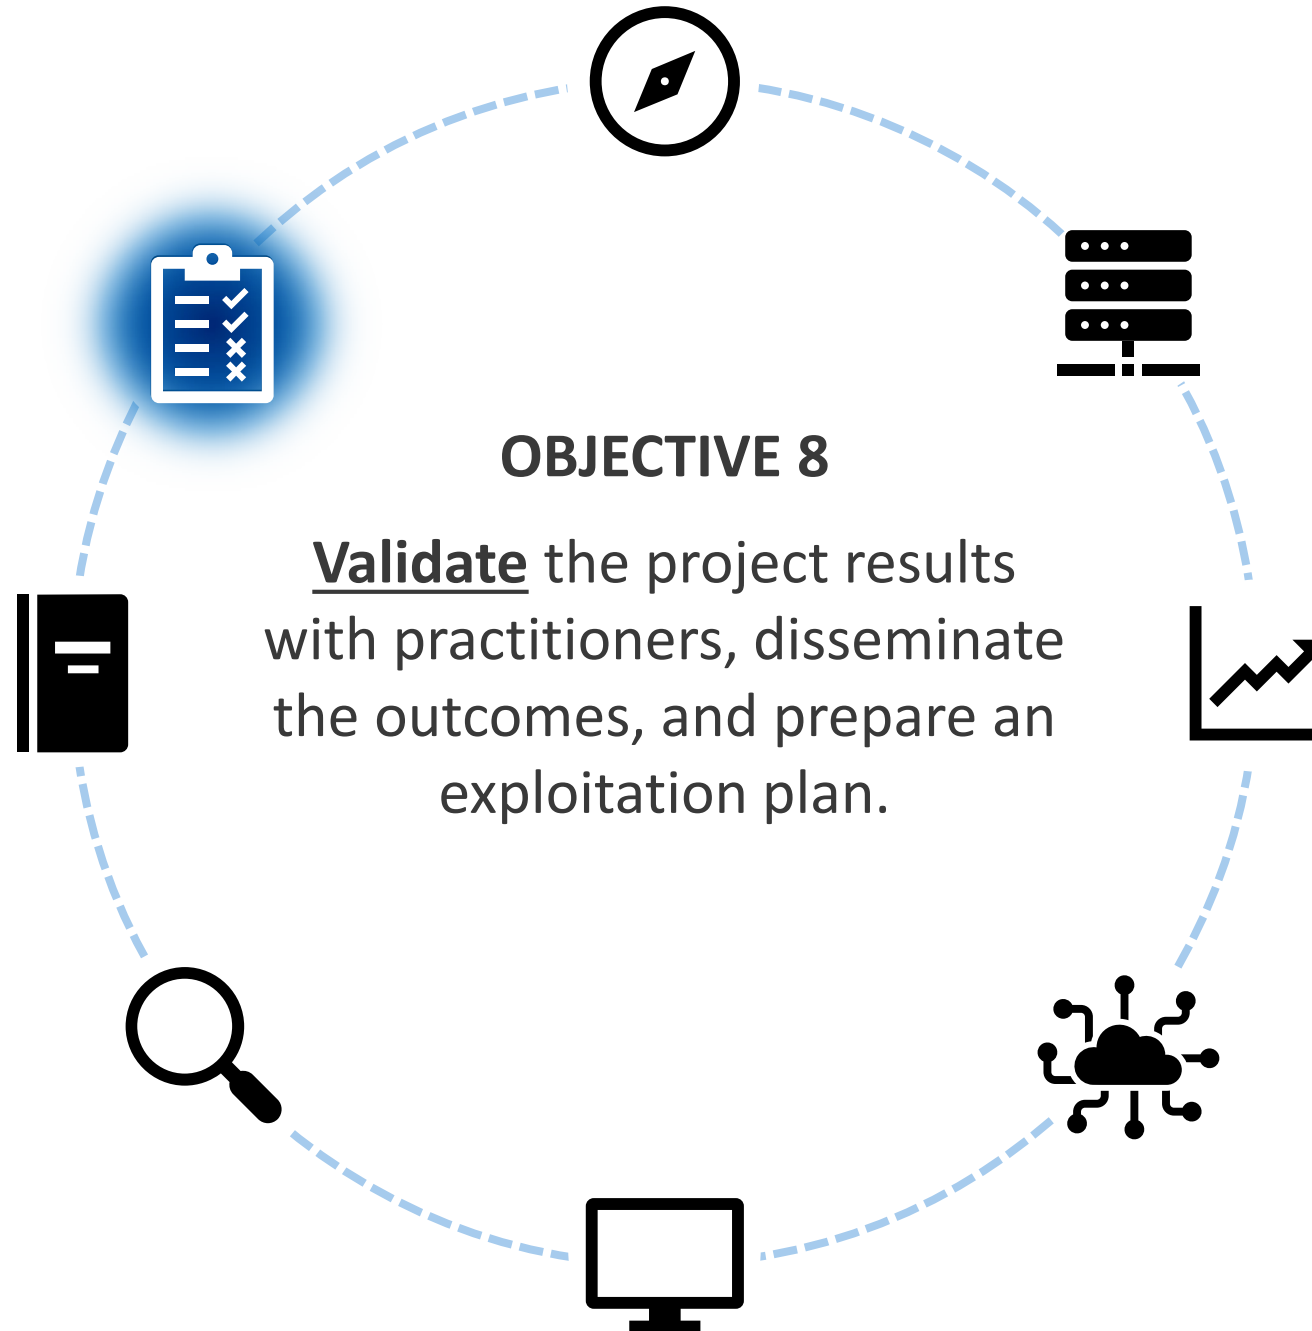 OBJECTIVE 8
Validate the project results
with practitioners, disseminate
the outcomes, and prepare an
exploitation plan.